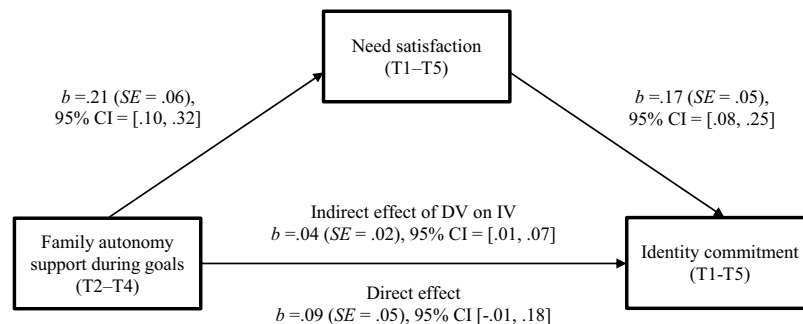 Need satisfaction
(T1–T5)
b =.21 (SE = .06),
95% CI = [.10, .32]
b =.17 (SE = .05),
95% CI = [.08, .25]
Family autonomy
support during goals
(T2–T4)
Indirect effect of DV on IV
b =.04 (SE = .02), 95% CI = [.01, .07]
Direct effect
b =.09 (SE = .05), 95% CI [-.01, .18]
Identity commitment
(T1-T5)